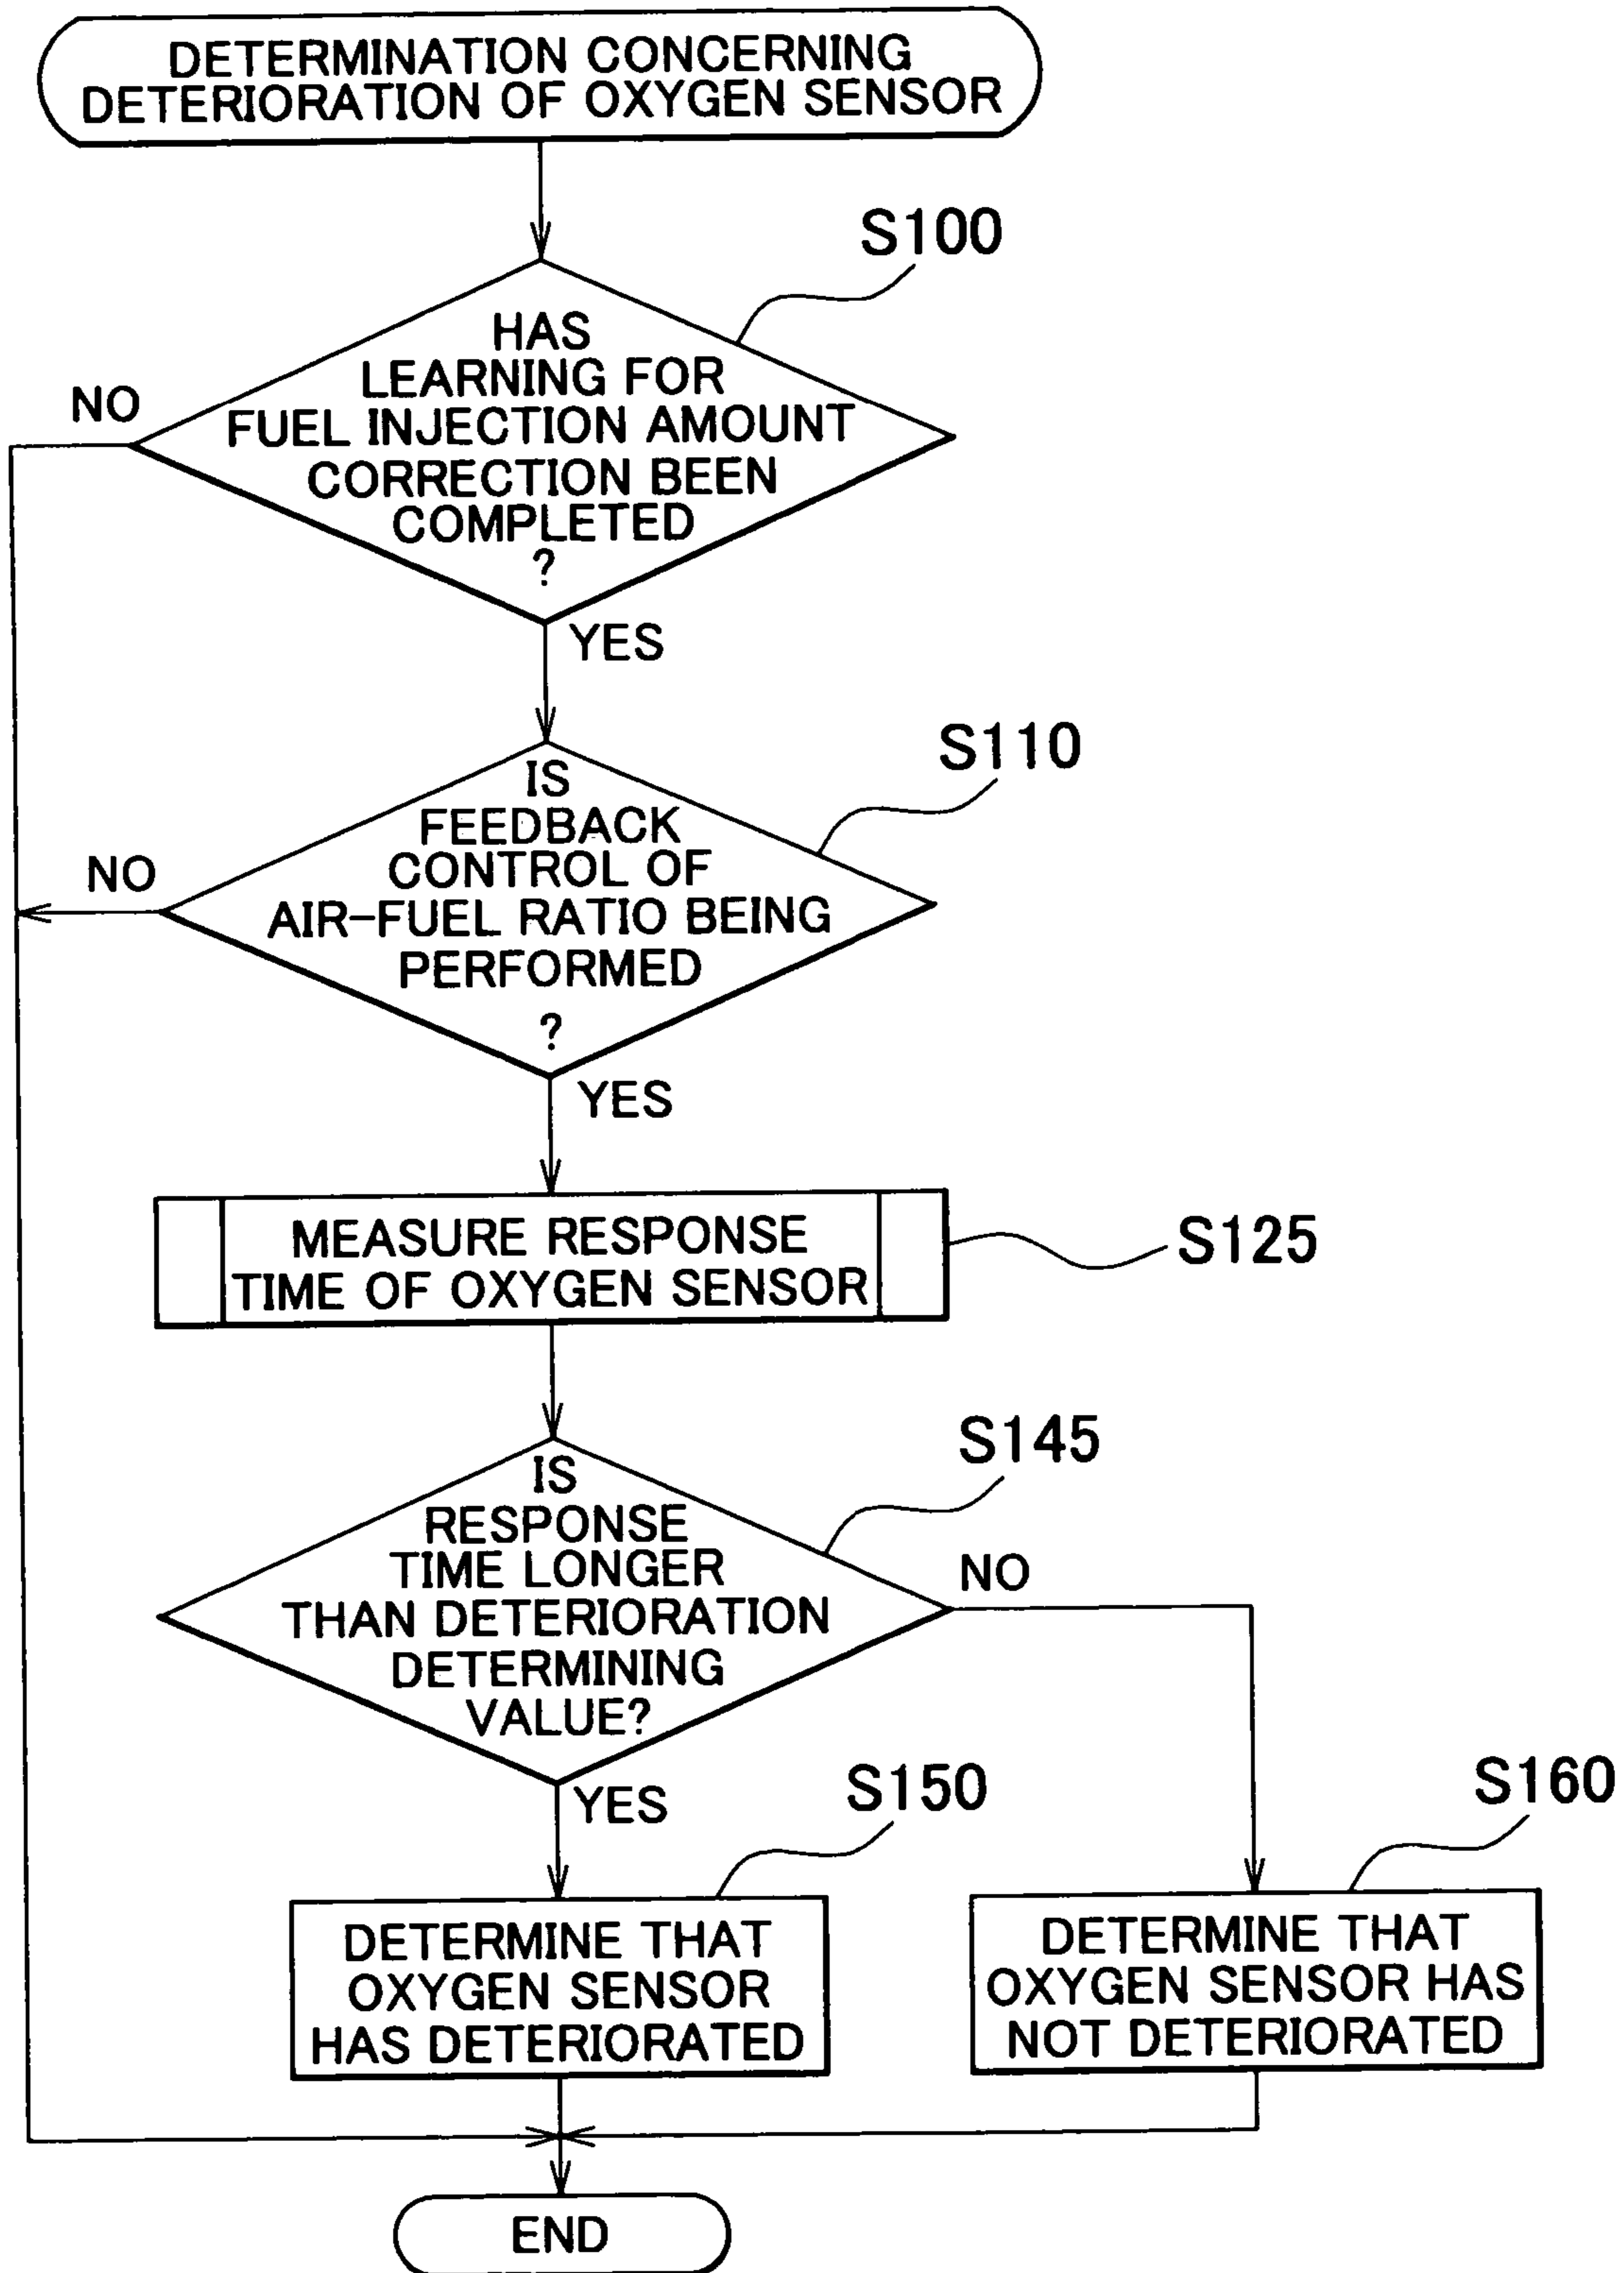 DETERMINATION CONCERNING
DETERIORATION OF OXYGEN SENSOR
S100
HAS
LEARNING FOR
FUEL INJECTION AMOUNT
CORRECTION BEEN
COMPLETED
?
NO
YES
S110
IS
FEEDBACK
CONTROL OF
AIR-FUEL RATIO BEING
PERFORMED
?
NO
YES
MEASURE RESPONSE
TIME OF OXYGEN SENSOR
S125
S145
IS
RESPONSE
TIME LONGER
THAN DETERIORATION
DETERMINING
VALUE?
NO
YES
S150
S160
DETERMINE THAT
OXYGEN SENSOR
HAS DETERIORATED
DETERMINE THAT
OXYGEN SENSOR HAS
NOT DETERIORATED
END